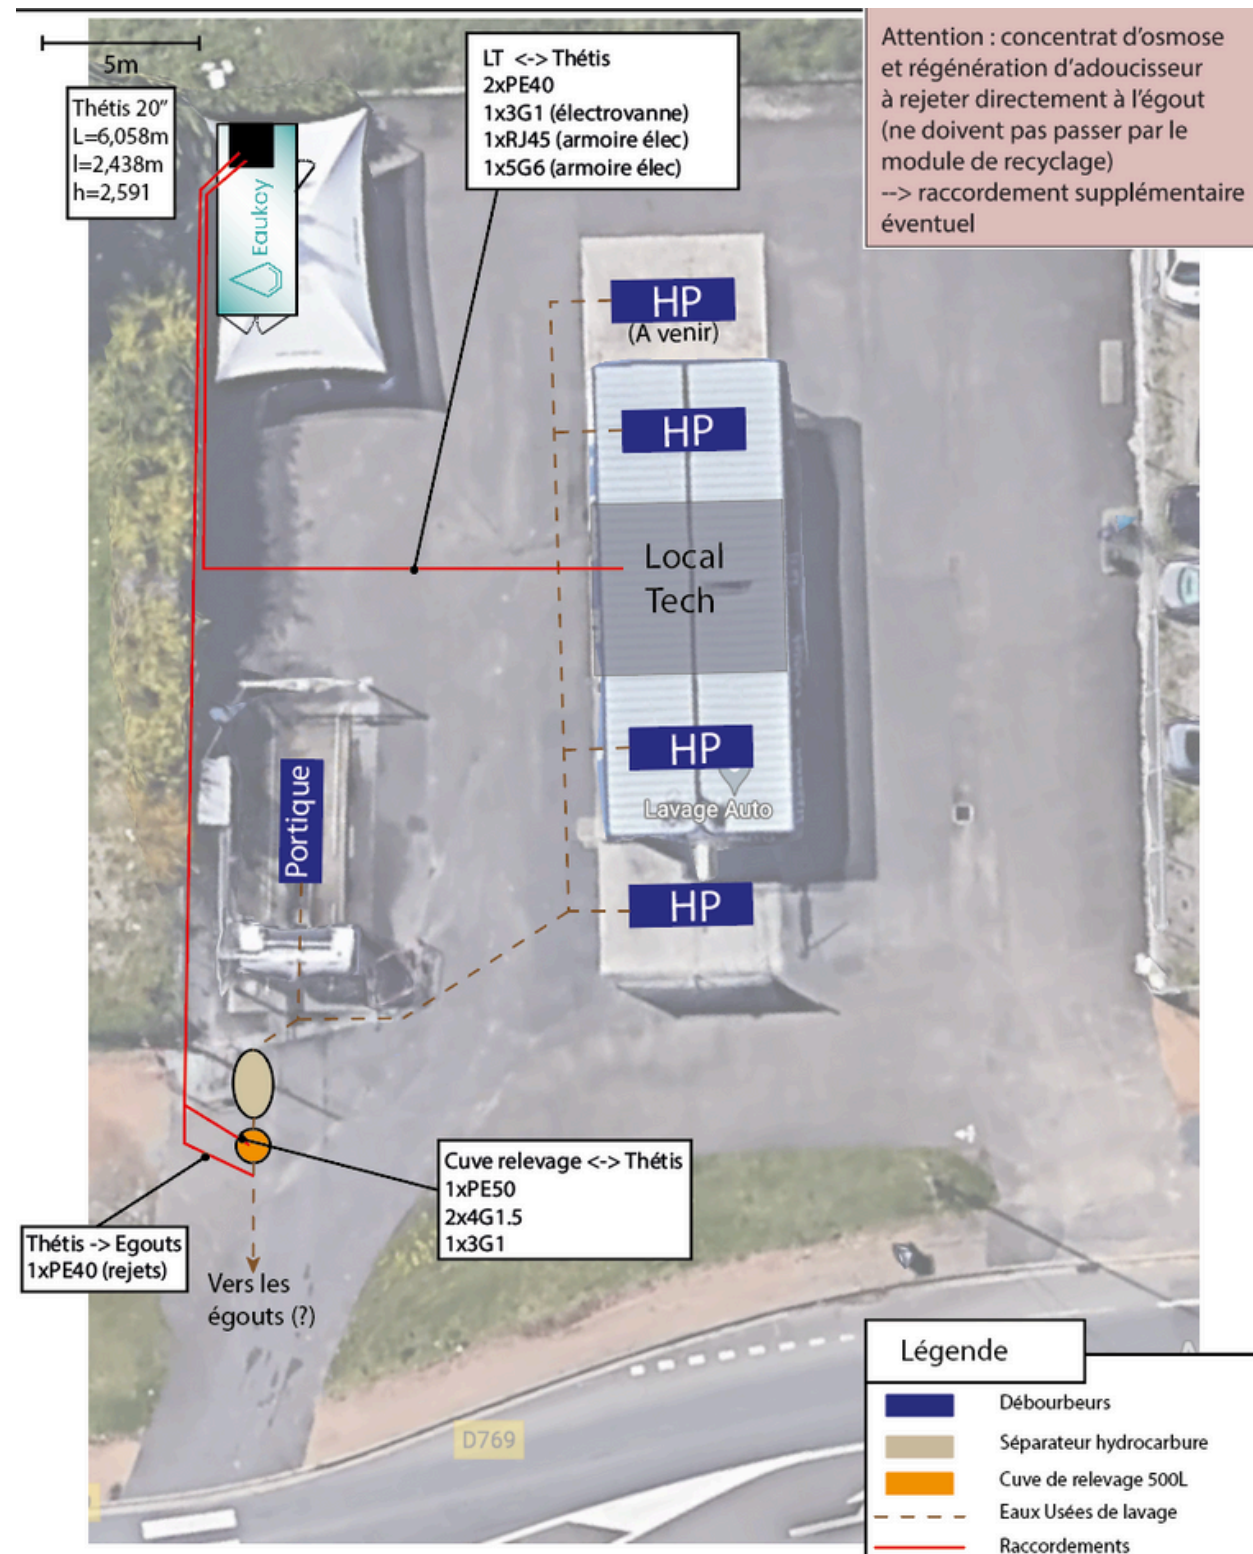 5m
Thétis 20’’
L=6,058m
l=2,438m
h=2,591
LT <-> Thétis
2xPE40
1x3G1 (électrovanne)
1xRJ45 (armoire élec)
1x5G6 (armoire élec)
Attention : concentrat d’osmose
et régénération d’adoucisseur
à rejeter directement à l’égout
(ne doivent pas passer par le
module de recyclage)
--> raccordement supplémentaire
éventuel
Eaukoy
HP
(A venir)
HP
Local
Tech
HP
Lavage Auto
Portique
HP
Cuve relevage <-> Thétis
1xPE50
2x4G1.5
1x3G1
Thétis -> Egouts
1xPE40 (rejets)
Vers les
égouts (?)
D769
Légende
Débourbeurs
Séparateur hydrocarbure
Cuve de relevage 500L
Eaux Usées de lavage
Raccordements